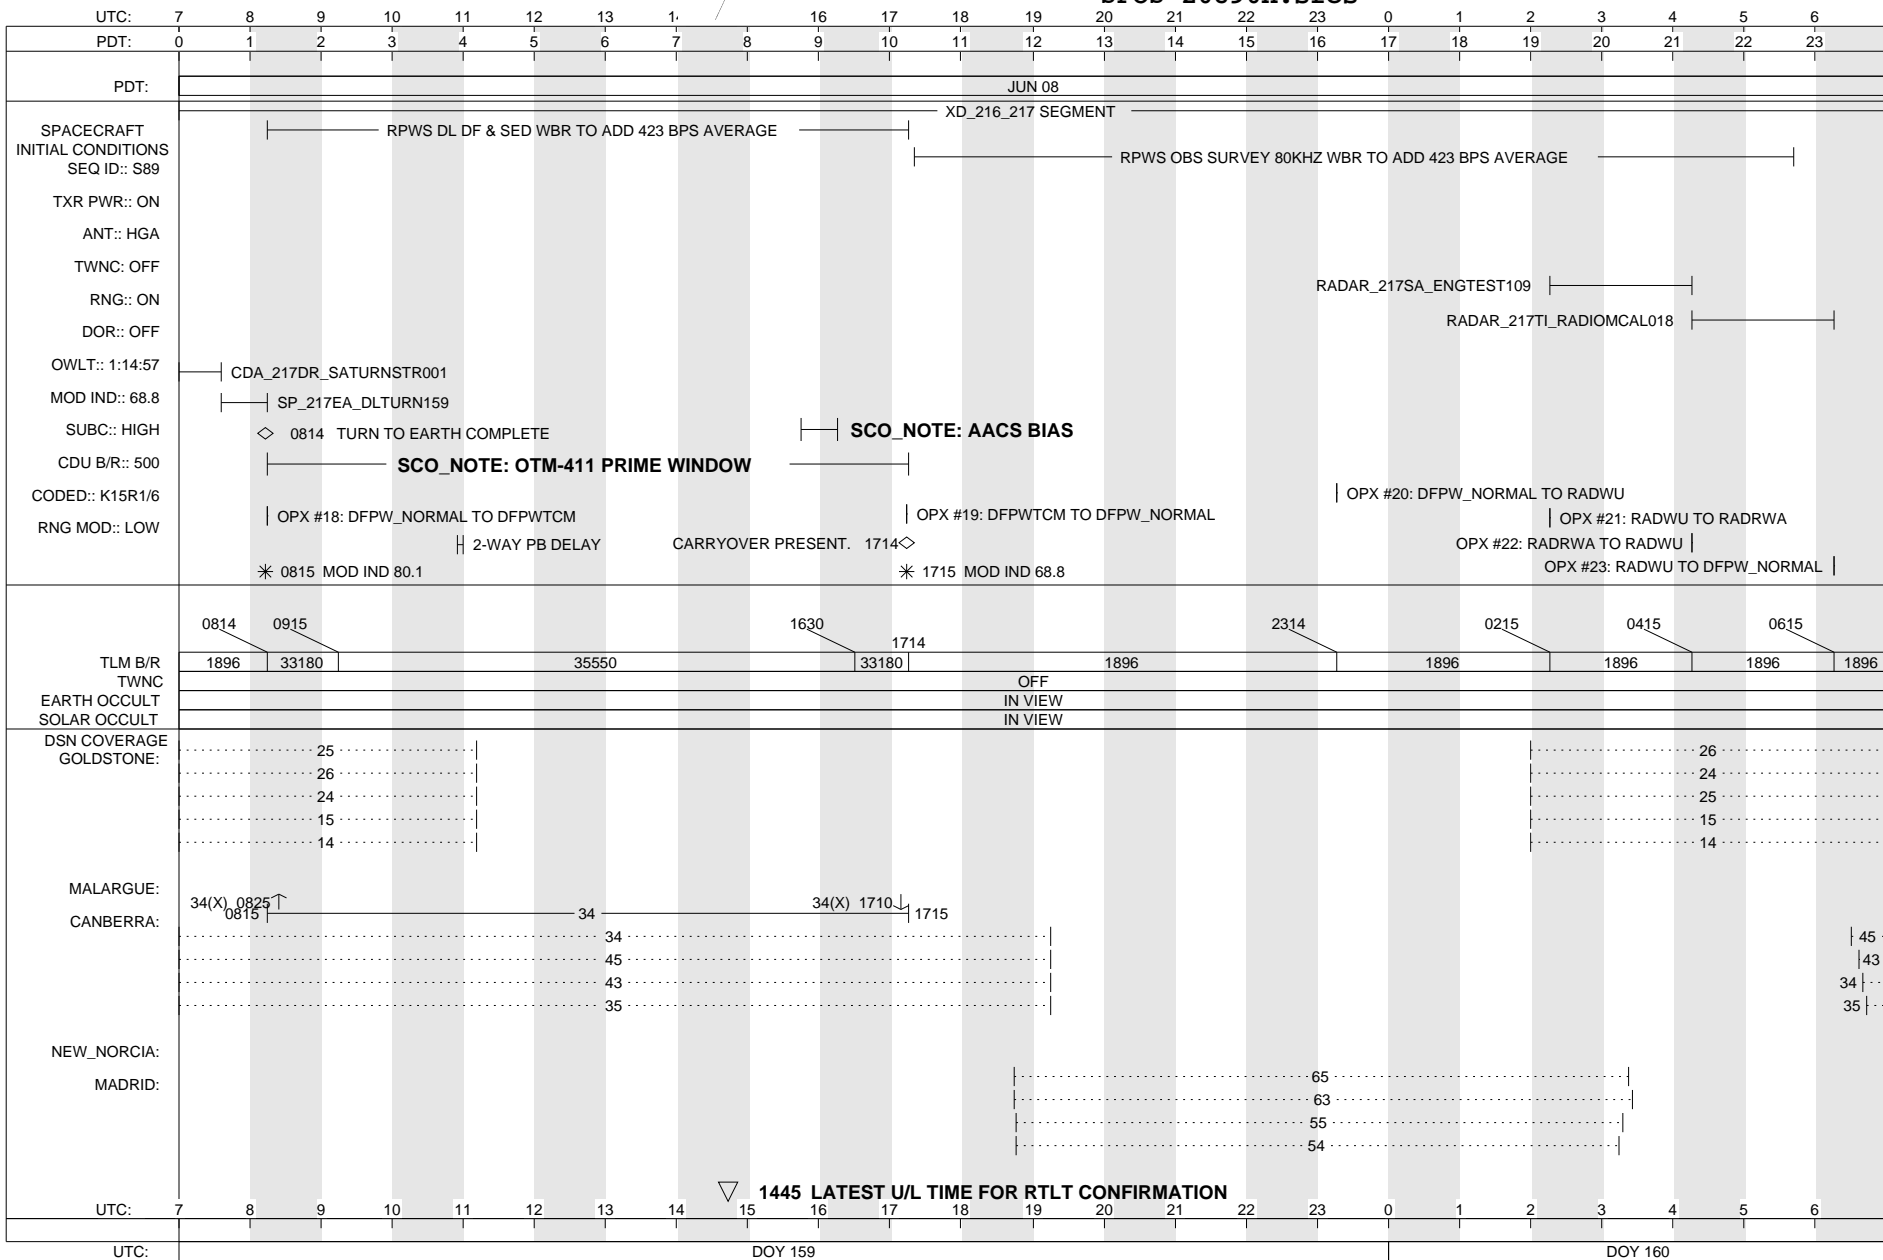 UTC: 7 8 9 10 11 12 13 16 17 18 19 20 21 22 23 0 1 2 3 4 5 6
PDT: 0 1 2 3 4 5 6 7 8 9 10 11 12 13 14 15 16 17 18 19 20 21 22 23
PDT: JUN 08
XD_216_217 SEGMENT
SPACECRAFT RPWS DL DF & SED WBR TO ADD 423 BPS AVERAGE
INITIAL CONDITIONS RPWS OBS SURVEY 80KHZ WBR TO ADD 423 BPS AVERAGE
SEQ ID:: S89
TXR PWR:: ON
ANT:: HGA
TWNC: OFF
RADAR_217SA_ENGTEST109
RNG:: ON
RADAR_217TI_RADIOMCAL018
DOR:: OFF
OWLT:: 1:14:57
CDA_217DR_SATURNSTR001
MOD IND:: 68.8
SP_217EA_DLTURN159
SUBC:: HIGH
0814 TURN TO EARTH COMPLETE
SCO_NOTE: AACS BIAS
CDU B/R:: 500
SCO_NOTE: OTM-411 PRIME WINDOW
CODED:: K15R1/6
OPX #20: DFPW_NORMAL TO RADWU
OPX #18: DFPW_NORMAL TO DFPWTCM
OPX #19: DFPWTCM TO DFPW_NORMAL
OPX #21: RADWU TO RADRWA
RNG MOD:: LOW
2-WAY PB DELAY
CARRYOVER PRESENT. 1714
OPX #22: RADRWA TO RADWU
0815 MOD IND 80.1
1715 MOD IND 68.8
OPX #23: RADWU TO DFPW_NORMAL
0814 0915 1630 2314 0215 0415 0615
1714
TLM B/R 1896 33180 35550 33180 1896 1896 1896 1896 1896
TWNC OFF
EARTH OCCULT IN VIEW
SOLAR OCCULT IN VIEW
DSN COVERAGE
GOLDSTONE:
25 26
26 24
24 25
15 15
14 14
MALARGUE:
34(X) 0825 34(X) 1710
0815 34 1715
CANBERRA:
34 45
45 43
43 34
35 35
NEW_NORCIA:
MADRID:
65
63
55
54
1445 LATEST U/L TIME FOR RTLT CONFIRMATION
UTC: 7 8 9 10 11 12 13 14 15 16 17 18 19 20 21 22 23 0 1 2 3 4 5 6
UTC: DOY 159 DOY 160